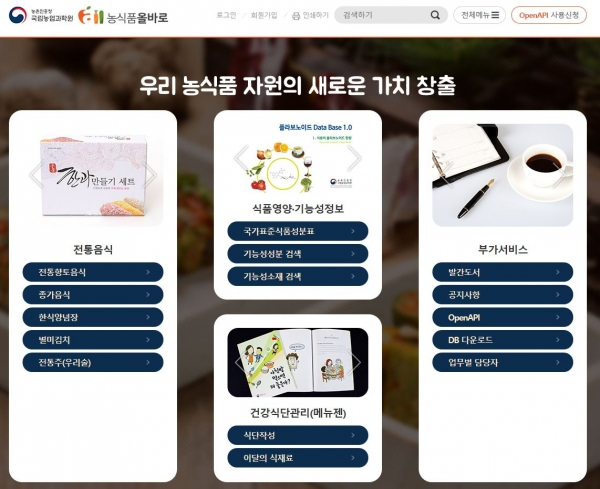 농촌진흥청
국립농업과학원
all 농식품올바로
로그인 / 회원가입 / 인쇄하기
검색하기
전체메뉴
OpenAPI 사용신청
우리 농식품 자원의 새로운 가치 창출
한과만들기 세트
전통음식
전통향토음식
종가음식
한식양념장
별미김치
전통주(우리술)
플라보노이드 Data Base 1.0
식품영양·기능성정보
국가표준식품성분표
기능성성분 검색
기능성소재 검색
건강식단관리(메뉴젠)
식단작성
이달의 식재료
부가서비스
발간도서
공지사항
OpenAPI
DB 다운로드
업무별 담당자